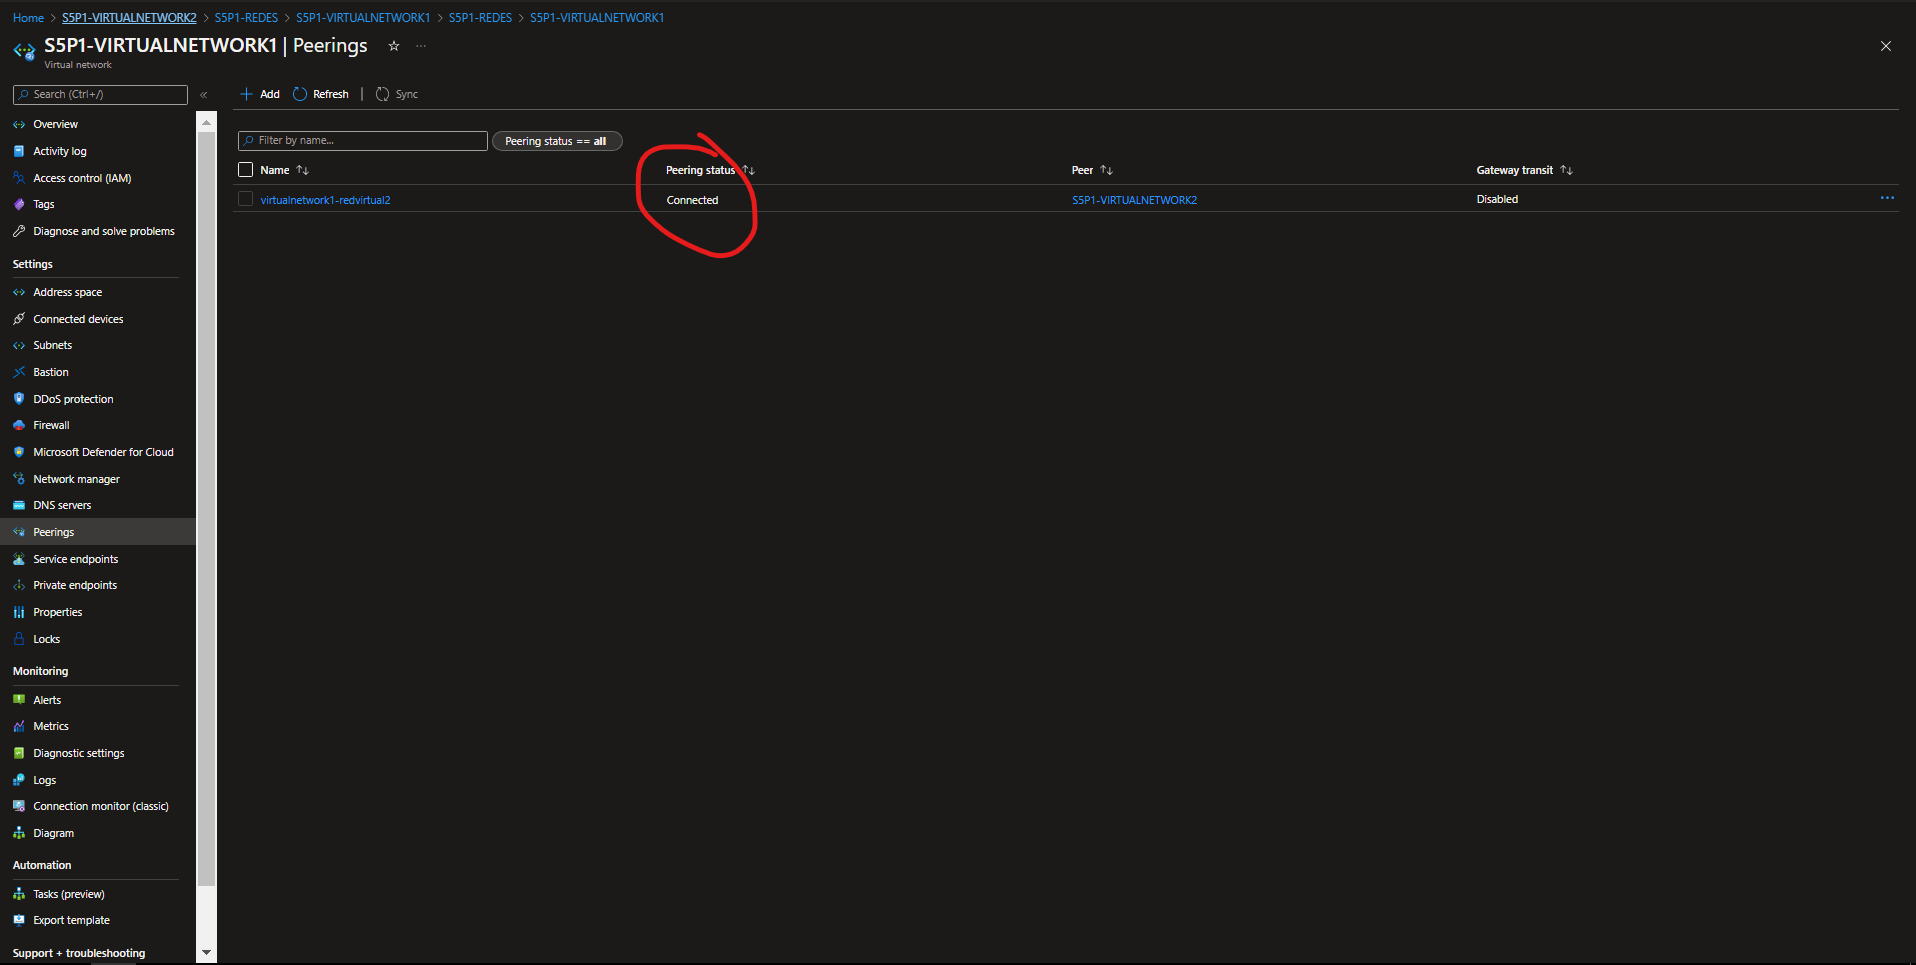 Home > S5P1-VIRTUALNETWORK2 > S5P1-REDES > S5P1-VIRTUALNETWORK1 > S5P1-REDES > S5P1-VIRTUALNETWORK1
S5P1-VIRTUALNETWORK1 | Peerings ☆ ...
Virtual network
Search (Ctrl+/) «
Overview
Activity log
Access control (IAM)
Tags
Diagnose and solve problems
Settings
Address space
Connected devices
Subnets
Bastion
DDoS protection
Firewall
Microsoft Defender for Cloud
Network manager
DNS servers
Peerings
Service endpoints
Private endpoints
Properties
Locks
Monitoring
Alerts
Metrics
Diagnostic settings
Logs
Connection monitor (classic)
Diagram
Automation
Tasks (preview)
Export template
Support + troubleshooting
Add Refresh | Sync
Filter by name... Peering status == all
Name ↑↓ Peering status ↑↓ Peer ↑↓ Gateway transit ↑↓
virtualnetwork1-redvirtual2 Connected S5P1-VIRTUALNETWORK2 Disabled ...